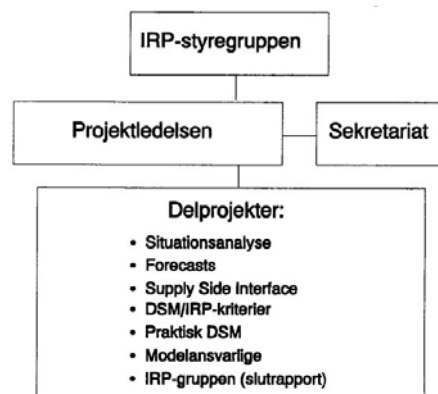 IRP-styregruppen
Projektledelsen
Sekretariat
Delprojekter:
• Situationsanalyse
• Forecasts
• Supply Side Interface
• DSM/IRP-kriterier
• Praktisk DSM
• Modelansvarlige
• IRP-gruppen (slutrapport)